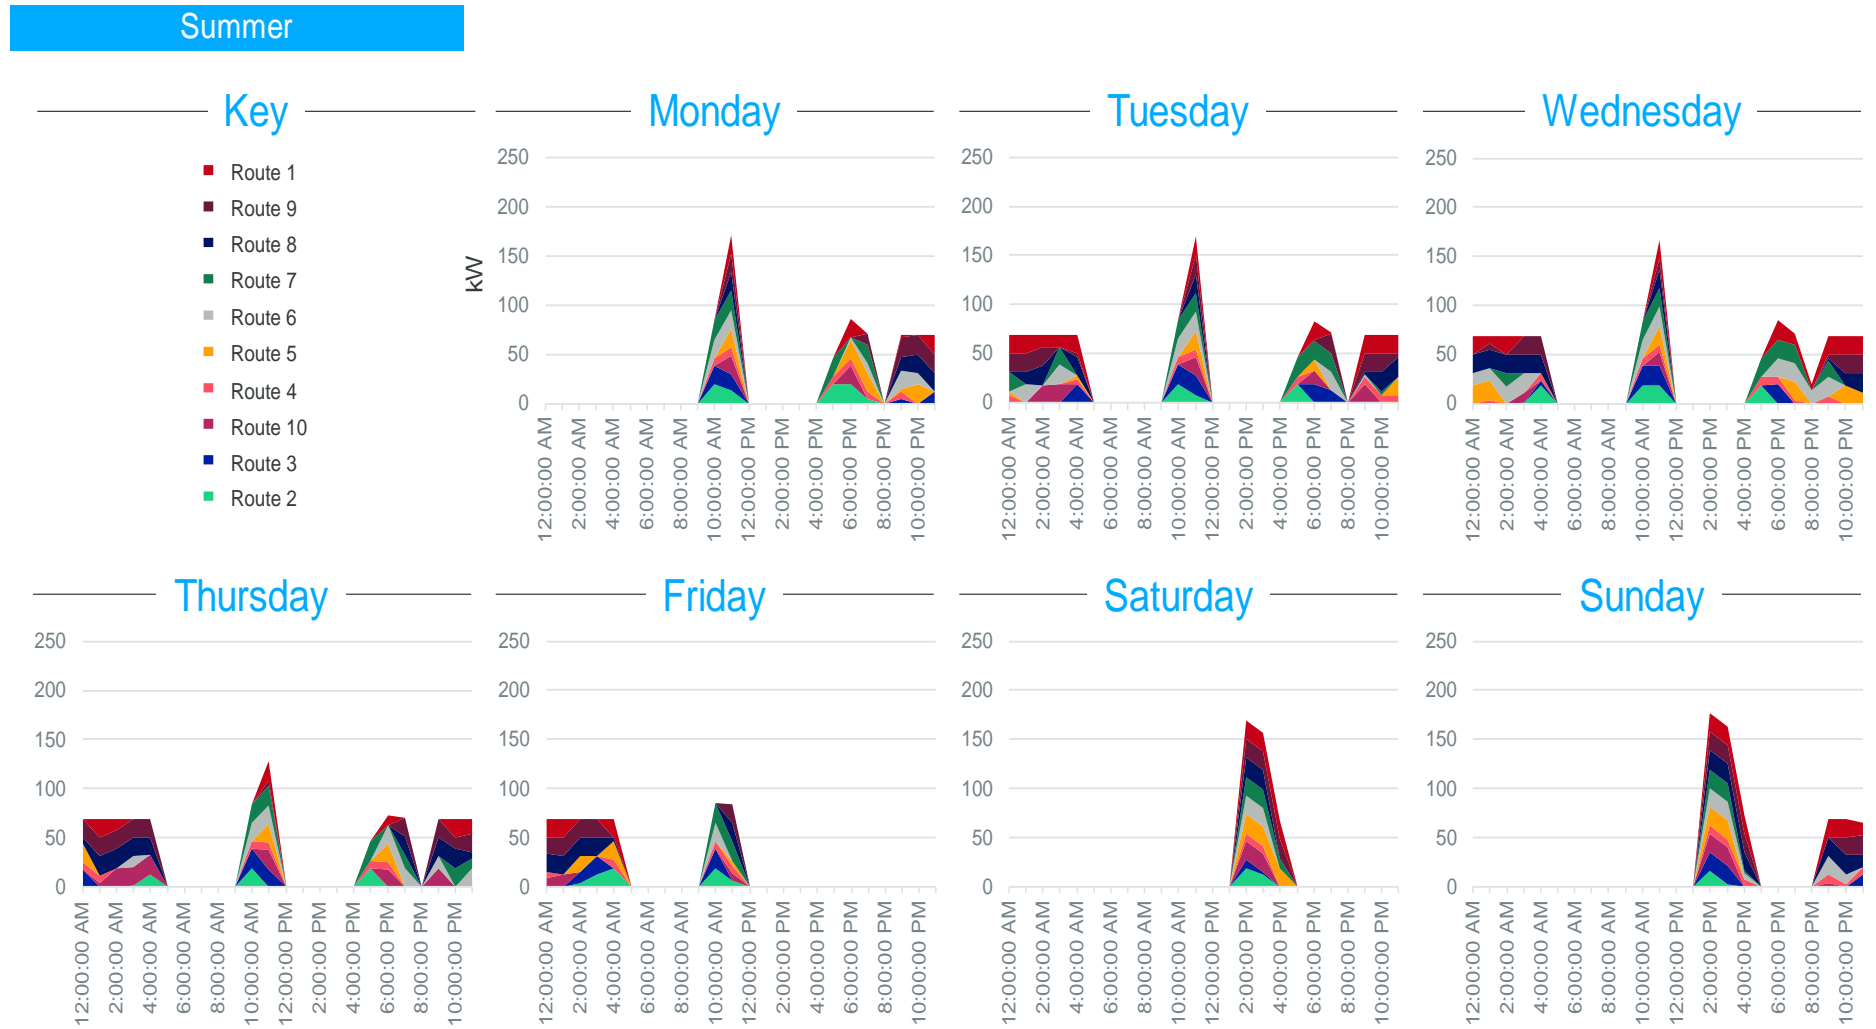 Summer
Key
Route 1
Route 9
Route 8
Route 7
Route 6
Route 5
Route 4
Route 10
Route 3
Route 2
Monday
kW
250
200
150
100
50
0
12:00:00 AM
2:00:00 AM
4:00:00 AM
6:00:00 AM
8:00:00 AM
10:00:00 AM
12:00:00 PM
2:00:00 PM
4:00:00 PM
6:00:00 PM
8:00:00 PM
10:00:00 PM
Tuesday
250
200
150
100
50
0
12:00:00 AM
2:00:00 AM
4:00:00 AM
6:00:00 AM
8:00:00 AM
10:00:00 AM
12:00:00 PM
2:00:00 PM
4:00:00 PM
6:00:00 PM
8:00:00 PM
10:00:00 PM
Wednesday
250
200
150
100
50
0
12:00:00 AM
2:00:00 AM
4:00:00 AM
6:00:00 AM
8:00:00 AM
10:00:00 AM
12:00:00 PM
2:00:00 PM
4:00:00 PM
6:00:00 PM
8:00:00 PM
10:00:00 PM
Thursday
250
200
150
100
50
0
12:00:00 AM
2:00:00 AM
4:00:00 AM
6:00:00 AM
8:00:00 AM
10:00:00 AM
12:00:00 PM
2:00:00 PM
4:00:00 PM
6:00:00 PM
8:00:00 PM
10:00:00 PM
Friday
250
200
150
100
50
0
12:00:00 AM
2:00:00 AM
4:00:00 AM
6:00:00 AM
8:00:00 AM
10:00:00 AM
12:00:00 PM
2:00:00 PM
4:00:00 PM
6:00:00 PM
8:00:00 PM
10:00:00 PM
Saturday
250
200
150
100
50
0
12:00:00 AM
2:00:00 AM
4:00:00 AM
6:00:00 AM
8:00:00 AM
10:00:00 AM
12:00:00 PM
2:00:00 PM
4:00:00 PM
6:00:00 PM
8:00:00 PM
10:00:00 PM
Sunday
250
200
150
100
50
0
12:00:00 AM
2:00:00 AM
4:00:00 AM
6:00:00 AM
8:00:00 AM
10:00:00 AM
12:00:00 PM
2:00:00 PM
4:00:00 PM
6:00:00 PM
8:00:00 PM
10:00:00 PM